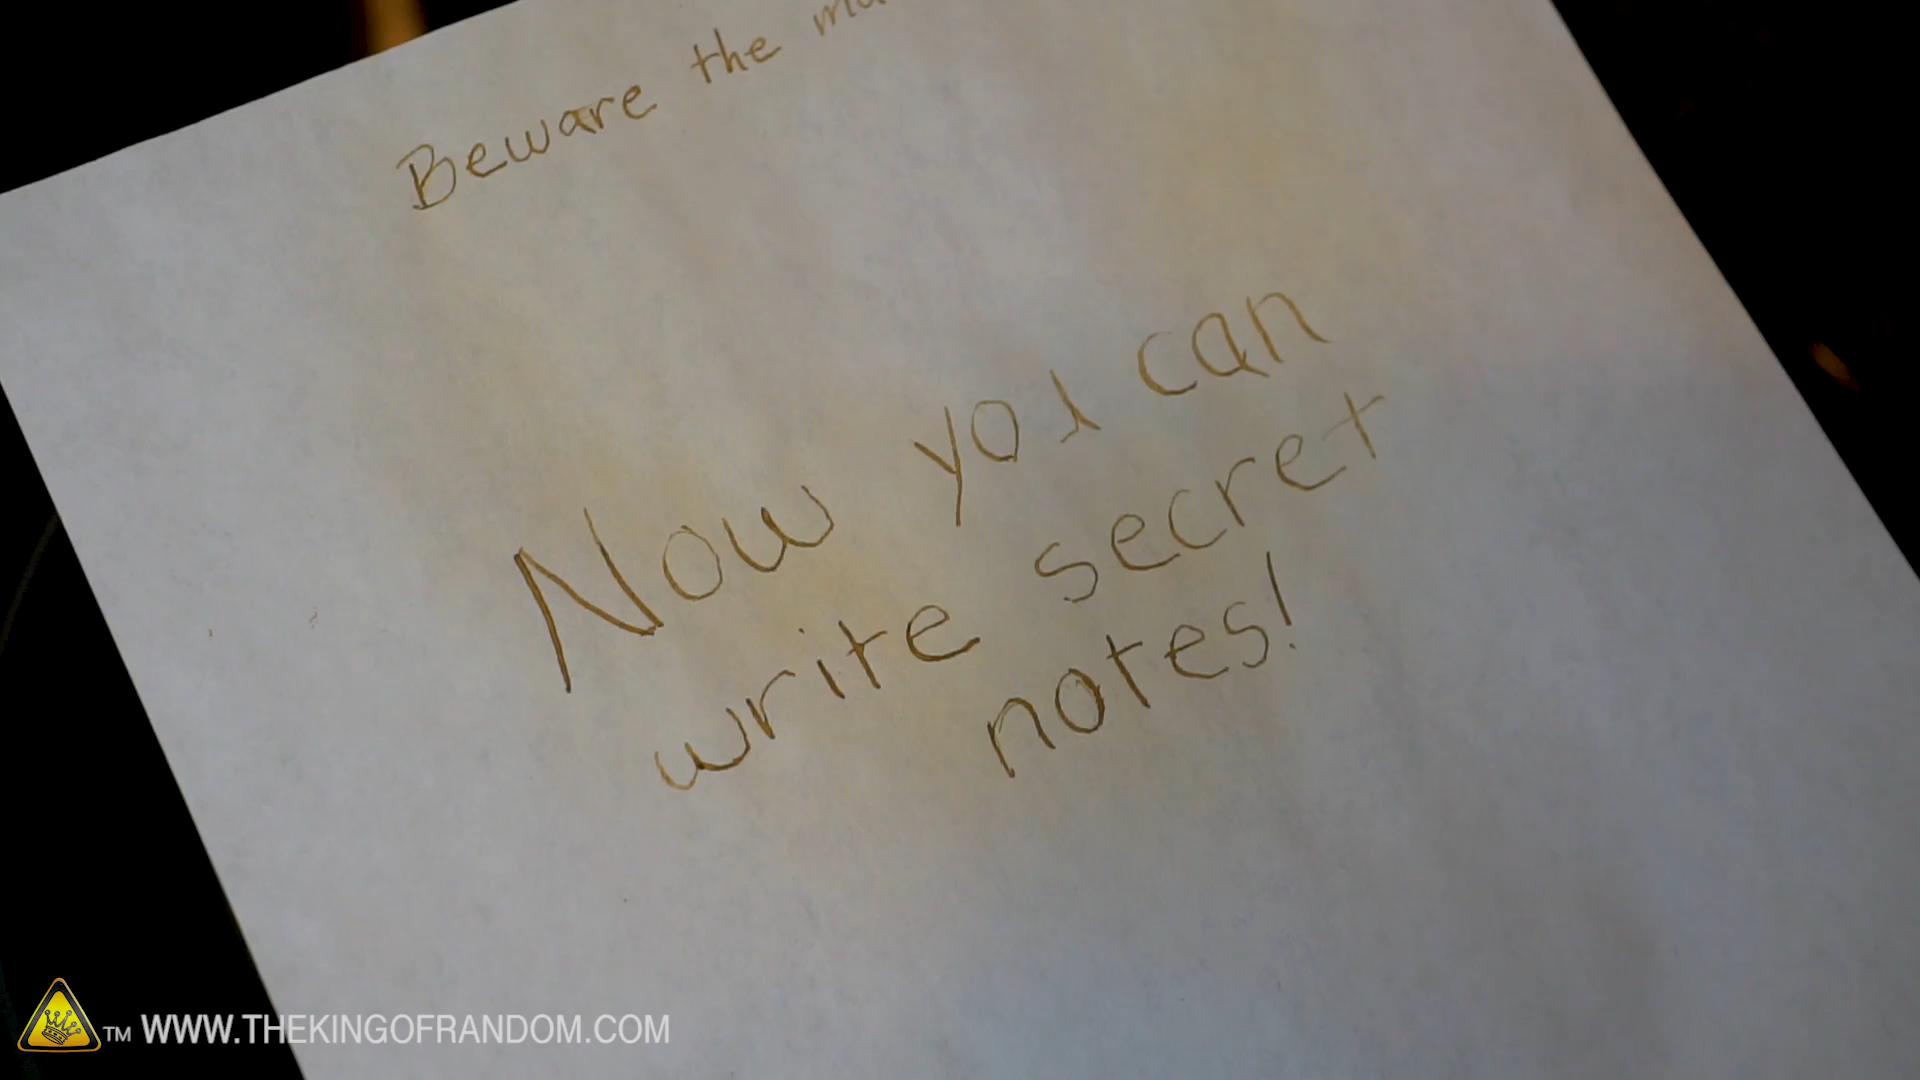 Beware the
Now you can
write secret
notes!
TM WWW.THEKINGOFRANDOM.COM